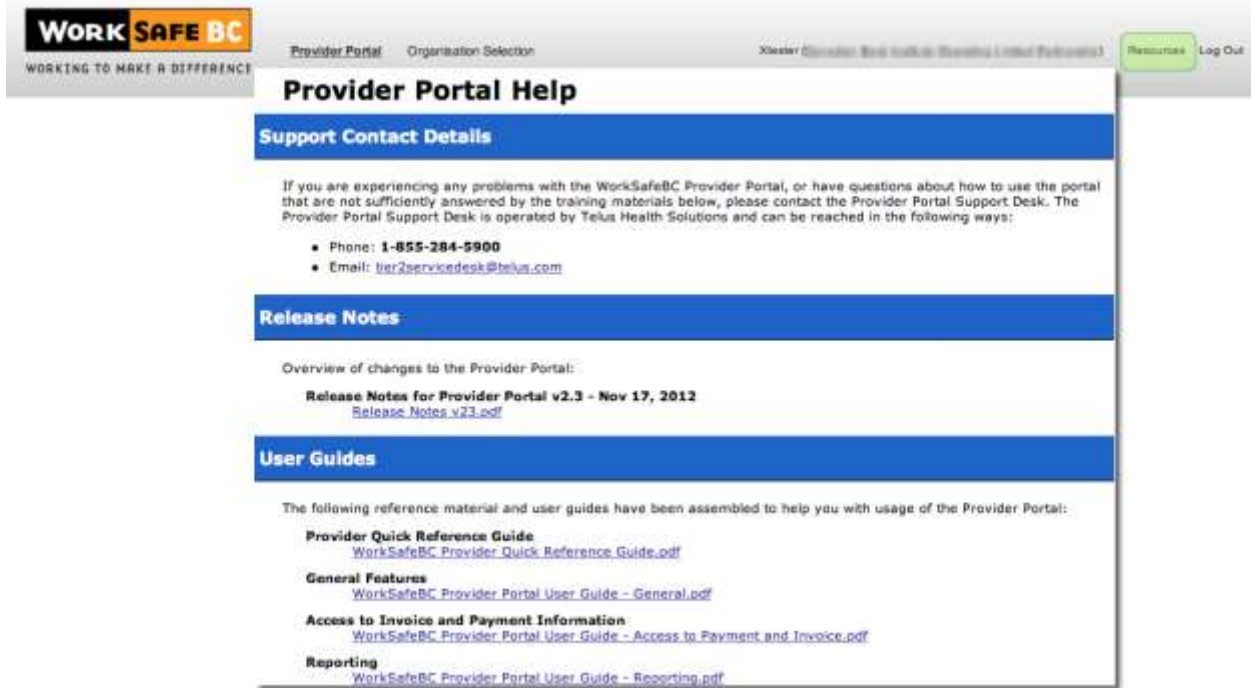 WORK SAFE BC
WORKING TO MAKE A DIFFERENCE
Provider Portal Organisation Selection Xtester Resources Log Out
Provider Portal Help
Support Contact Details
If you are experiencing any problems with the WorkSafeBC Provider Portal, or have questions about how to use the portal
that are not sufficiently answered by the training materials below, please contact the Provider Portal Support Desk. The
Provider Portal Support Desk is operated by Telus Health Solutions and can be reached in the following ways:
• Phone: 1-855-284-5900
• Email: tier2servicedesk@telus.com
Release Notes
Overview of changes to the Provider Portal:
Release Notes for Provider Portal v2.3 - Nov 17, 2012
Release Notes v23.pdf
User Guides
The following reference material and user guides have been assembled to help you with usage of the Provider Portal:
Provider Quick Reference Guide
WorkSafeBC Provider Quick Reference Guide.pdf
General Features
WorkSafeBC Provider Portal User Guide - General.pdf
Access to Invoice and Payment Information
WorkSafeBC Provider Portal User Guide - Access to Payment and Invoice.pdf
Reporting
WorkSafeBC Provider Portal User Guide - Reporting.pdf